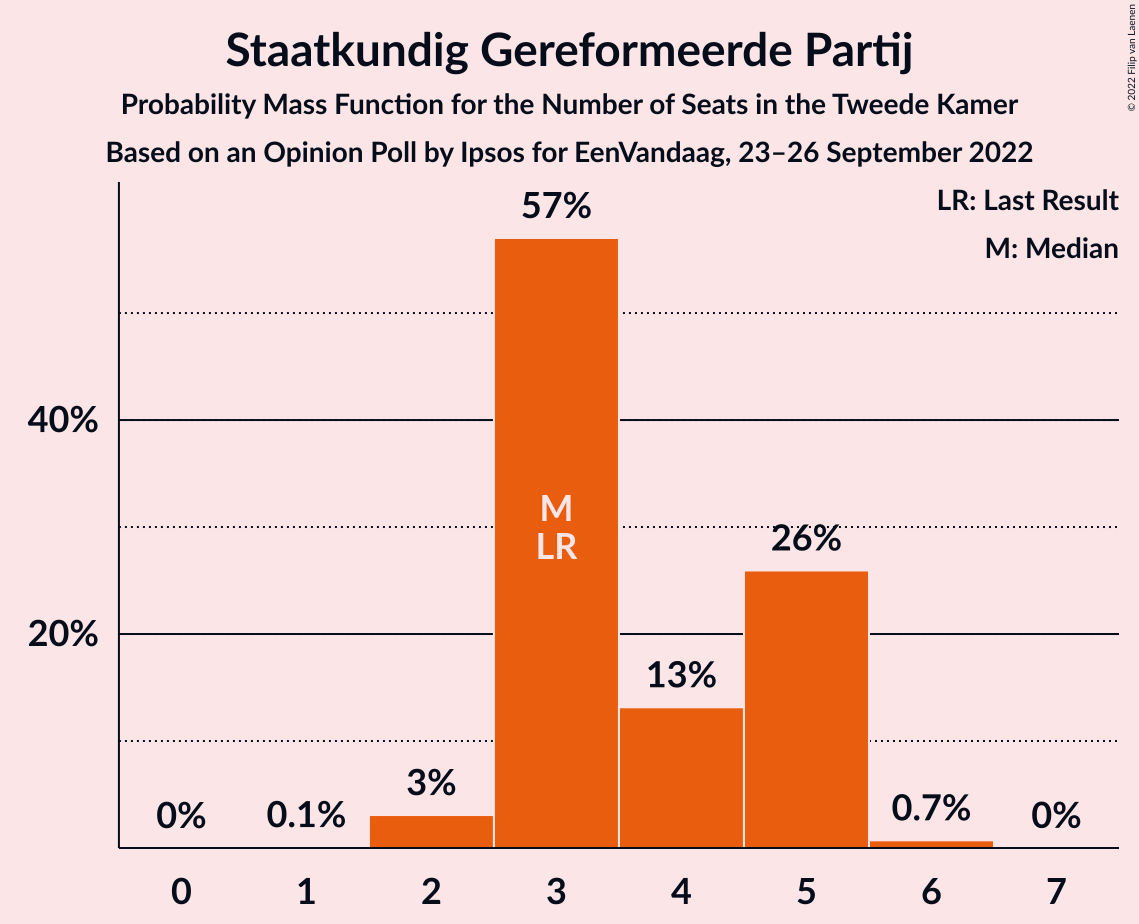 Staatkundig Gereformeerde Partij
Probability Mass Function for the Number of Seats in the Tweede Kamer
Based on an Opinion Poll by Ipsos for EenVandaag, 23–26 September 2022
© 2022 Filip van Laenen
LR: Last Result
M: Median
57%
40%
M
LR
26%
20%
13%
3%
0%
0.1%
0.7%
0%
0 1 2 3 4 5 6 7